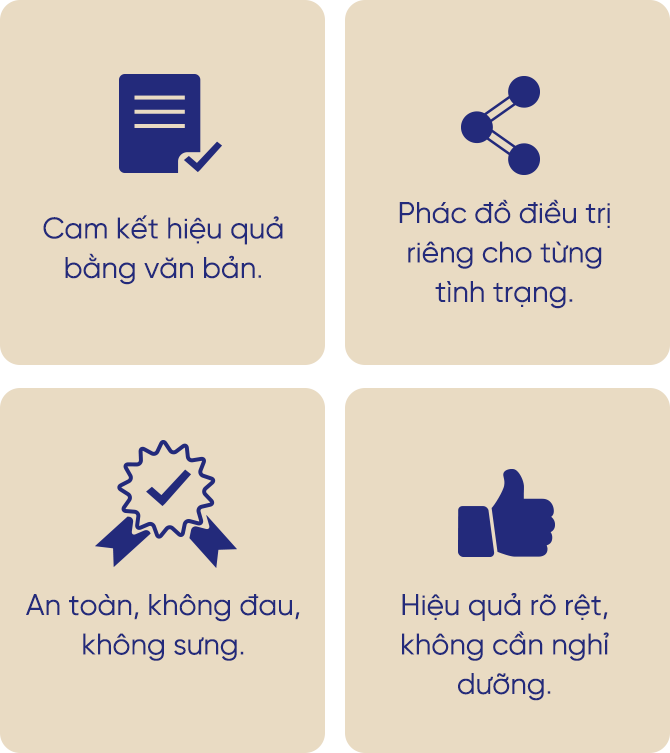 Cam kết hiệu quả
bằng văn bản.
Phác đồ điều trị
riêng cho từng
tình trạng.
An toàn, không đau,
không sưng.
Hiệu quả rõ rệt,
không cần nghỉ
dưỡng.